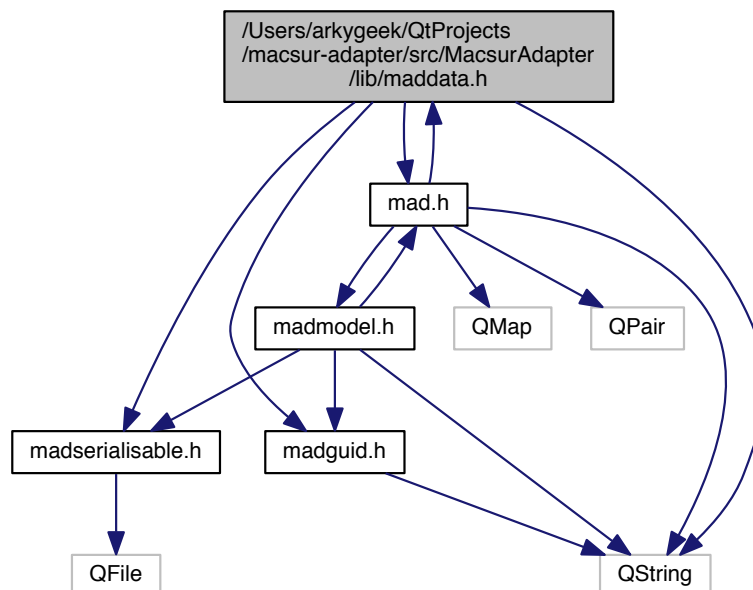 /Users/arkygeek/QtProjects
/macsur-adapter/src/MacsurAdapter
/lib/maddata.h
mad.h
madmodel.h
QMap
QPair
madserialisable.h
madguid.h
QFile
QString